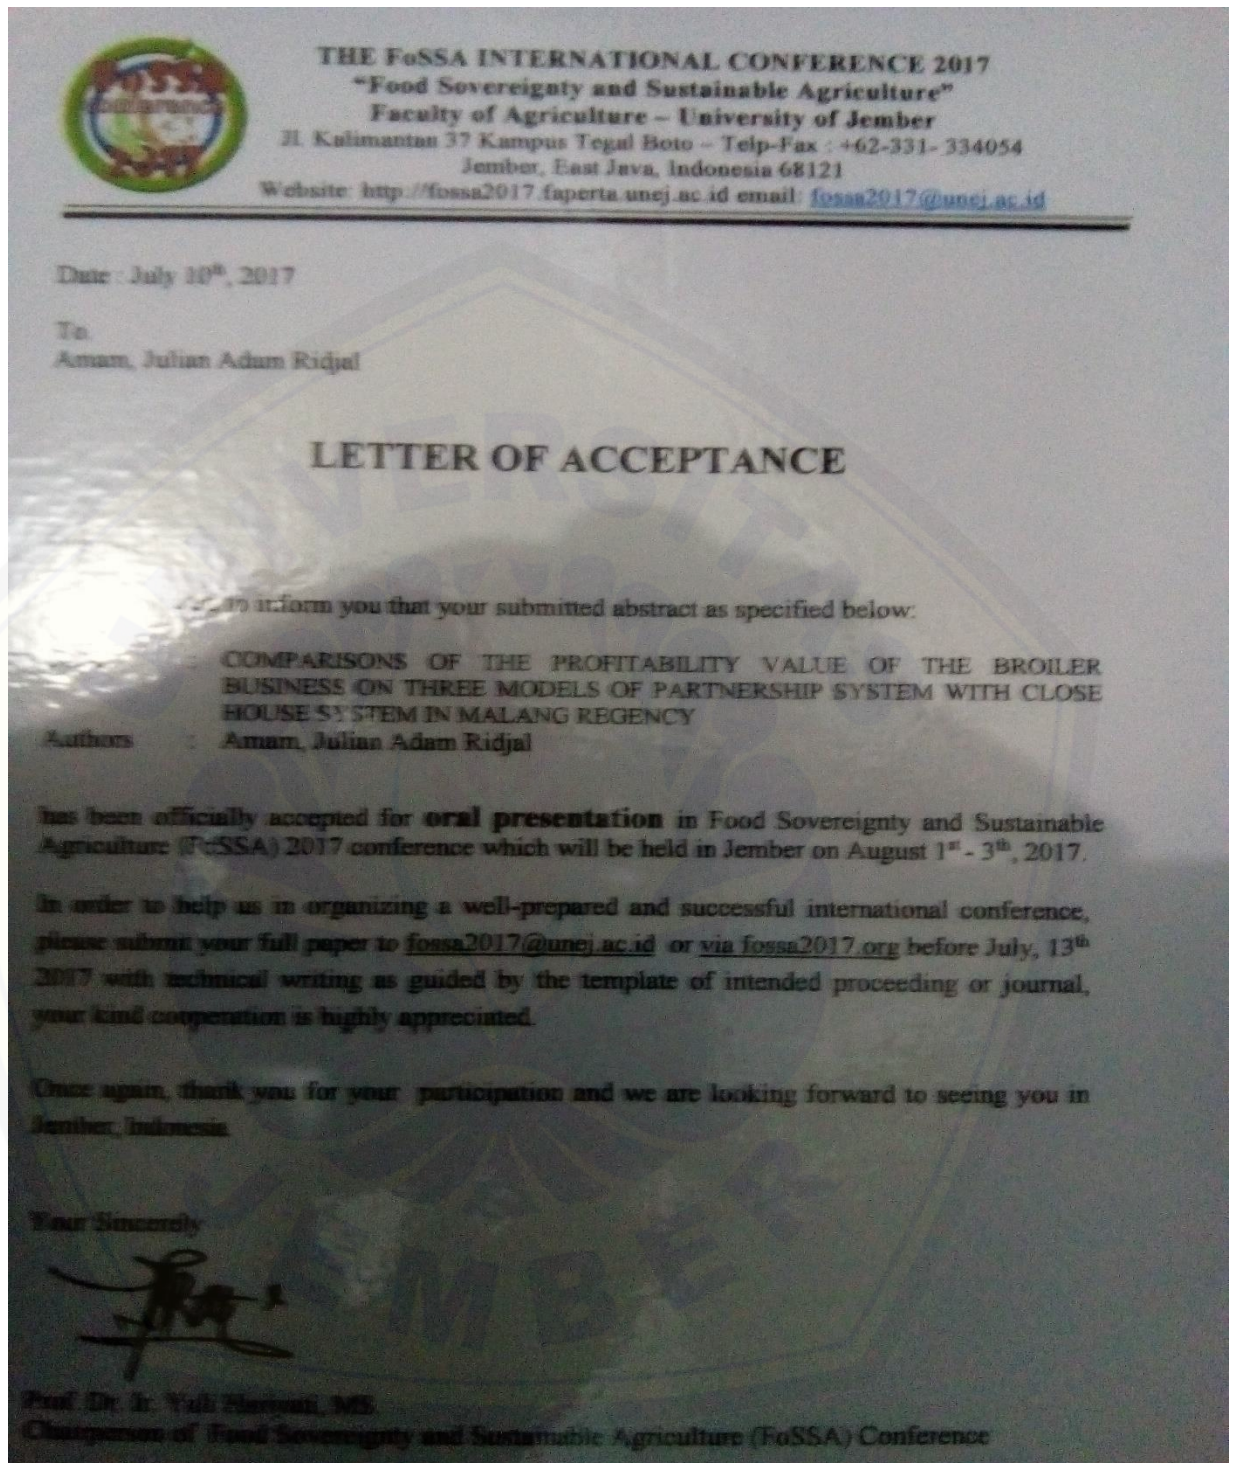 FoSSA
conference
2017
THE FoSSA INTERNATIONAL CONFERENCE 2017
“Food Sovereignty and Sustainable Agriculture”
Faculty of Agriculture – University of Jember
Jl. Kalimantan 37 Kampus Tegal Boto – Telp-Fax : +62-331- 334054
Jember, East Java, Indonesia 68121
Website: http://fossa2017.faperta.unej.ac.id email: fossa2017@unej.ac.id
Date : July 10th, 2017
To.
Amam, Julian Adam Ridjal
LETTER OF ACCEPTANCE
to inform you that your submitted abstract as specified below:
: COMPARISONS OF THE PROFITABILITY VALUE OF THE BROILER
BUSINESS ON THREE MODELS OF PARTNERSHIP SYSTEM WITH CLOSE
HOUSE SYSTEM IN MALANG REGENCY
Authors : Amam, Julian Adam Ridjal
has been officially accepted for oral presentation in Food Sovereignty and Sustainable
Agriculture (FoSSA) 2017 conference which will be held in Jember on August 1st - 3th, 2017.
In order to help us in organizing a well-prepared and successful international conference,
please submit your full paper to fossa2017@unej.ac.id or via fossa2017.org before July, 13th
2017 with technical writing as guided by the template of intended proceeding or journal,
your kind cooperation is highly appreciated.
Once again, thank you for your participation and we are looking forward to seeing you in
Jember, Indonesia.
Your Sincerely
Prof. Dr. Ir. Yuli Hariyati, MS
Chairperson of Food Sovereignty and Sustainable Agriculture (FoSSA) Conference
UNIVERSITAS
JEMBER